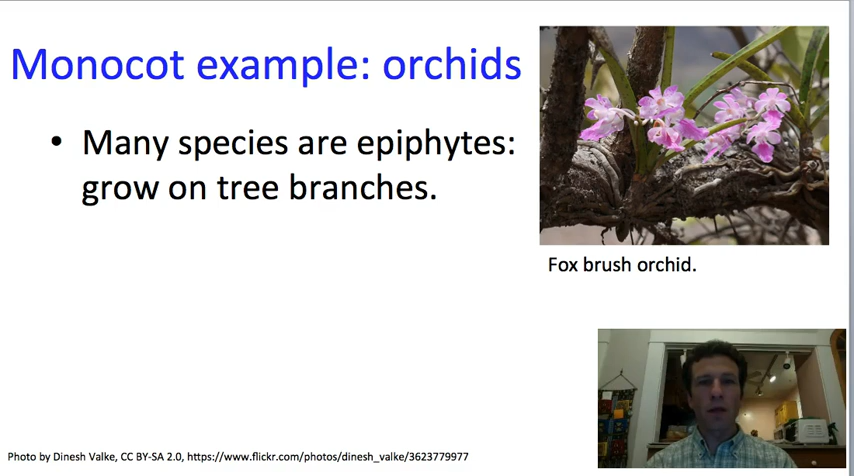 Monocot example: orchids
• Many species are epiphytes:
grow on tree branches.
Fox brush orchid.
Photo by Dinesh Valke, CC BY-SA 2.0, https://www.flickr.com/photos/dinesh_valke/3623779977